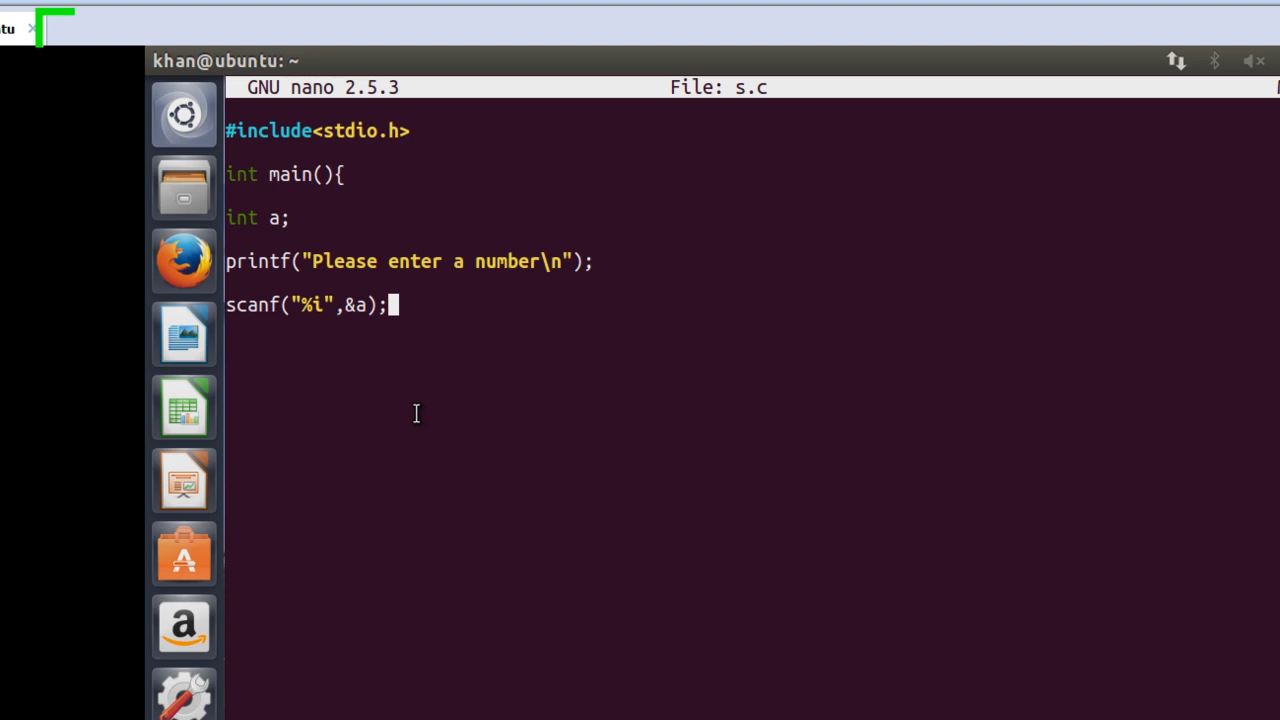 tu
khan@ubuntu: ~
GNU nano 2.5.3 File: s.c
#include<stdio.h>
int main(){
int a;
printf("Please enter a number\n");
scanf("%i",&a);